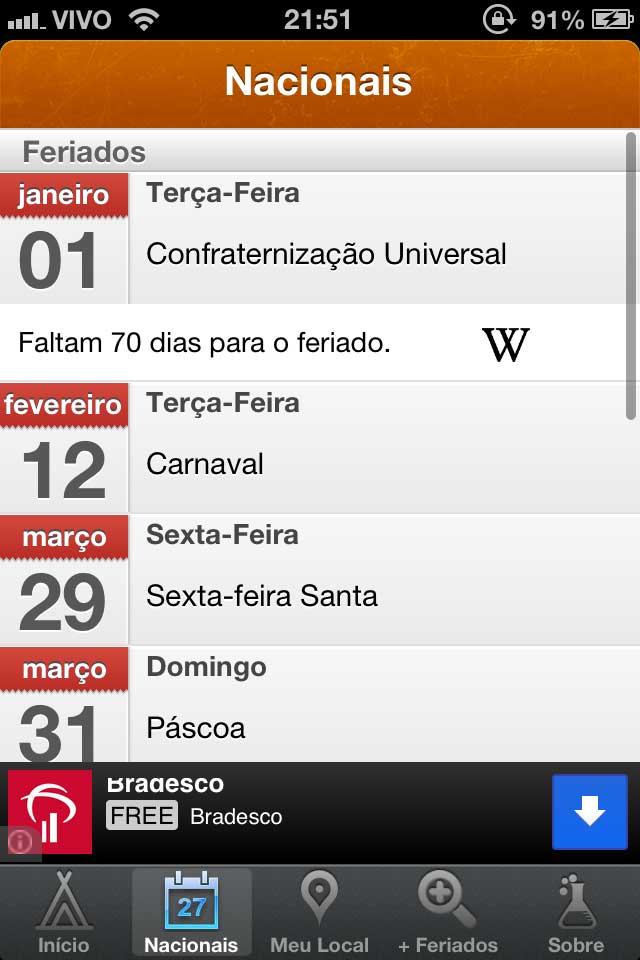 VIVO 21:51 91%
Nacionais
Feriados
janeiro
01
Terça-Feira
Confraternização Universal
Faltam 70 dias para o feriado. W
fevereiro
12
Terça-Feira
Carnaval
março
29
Sexta-Feira
Sexta-feira Santa
março
31
Domingo
Páscoa
Bradesco
FREE Bradesco
27
Início Nacionais Meu Local + Feriados Sobre